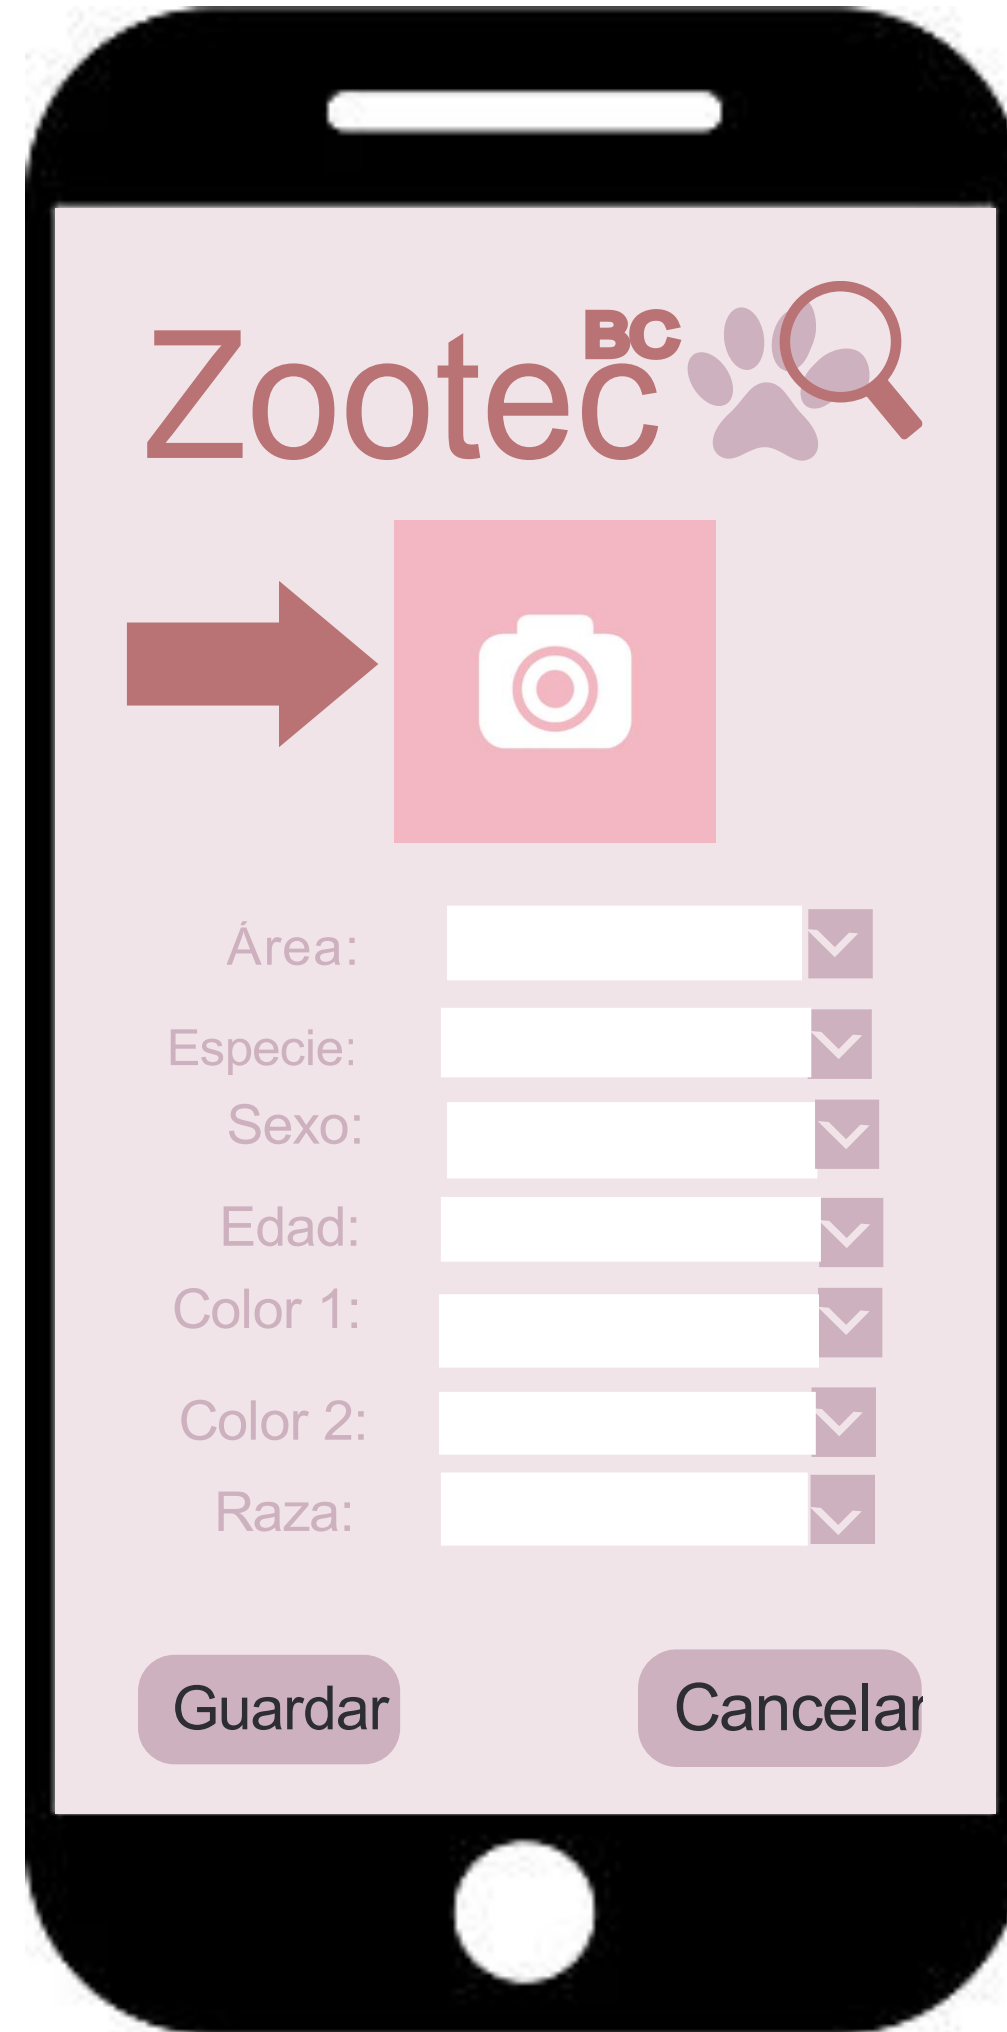 Zootec BC
Área:
Especie:
Sexo:
Edad:
Color 1:
Color 2:
Raza:
Guardar
Cancelar